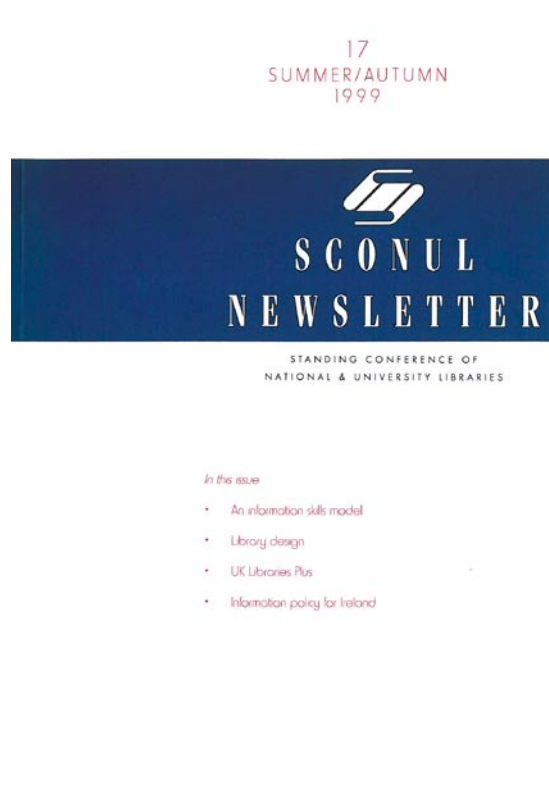 17
SUMMER/AUTUMN
1999
SCONUL
NEWSLETTER
STANDING CONFERENCE OF
NATIONAL & UNIVERSITY LIBRARIES
In this issue
• An information skills model
• Library design
• UK Libraries Plus
• Information policy for Ireland